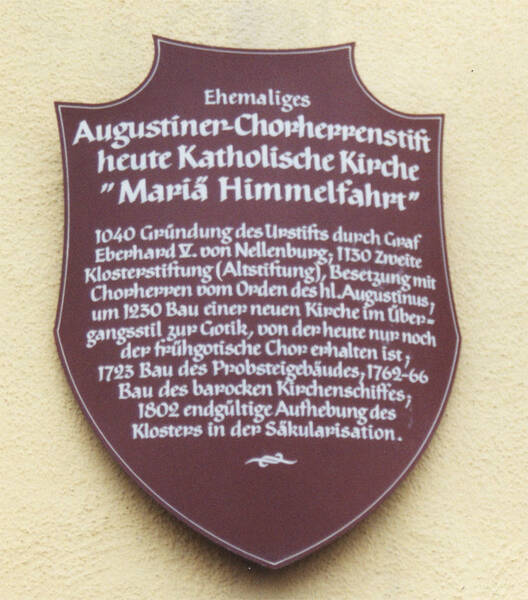 Ehemaliges
Augustiner-Chorherrenstift
heute Katholische Kirche
"Mariä Himmelfahrt"
1040 Gründung des Urstifts durch Graf
Eberhard V. von Nellenburg; 1130 Zweite
Klosterstiftung (Altstiftung), Besetzung mit
Chorherren vom Orden des hl. Augustinus;
um 1230 Bau einer neuen Kirche im Über-
gangsstil zur Gotik, von der heute nur noch
der frühgotische Chor erhalten ist;
1723 Bau des Probsteigebäudes; 1762-66
Bau des barocken Kirchenschiffes;
1802 endgültige Aufhebung des
Klosters in der Säkularisation.